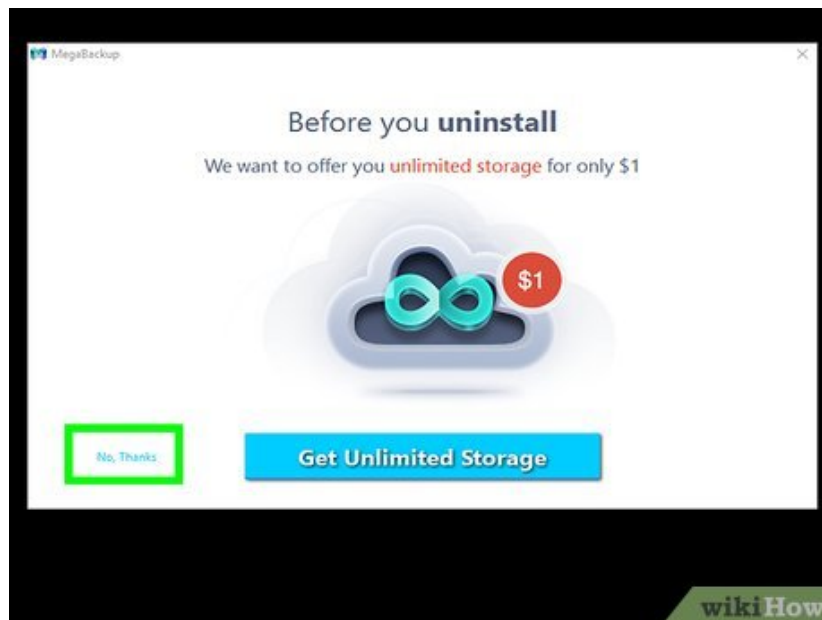 MegaBackup
Before you uninstall
We want to offer you unlimited storage for only $1
$1
No, Thanks
Get Unlimited Storage
wikiHow